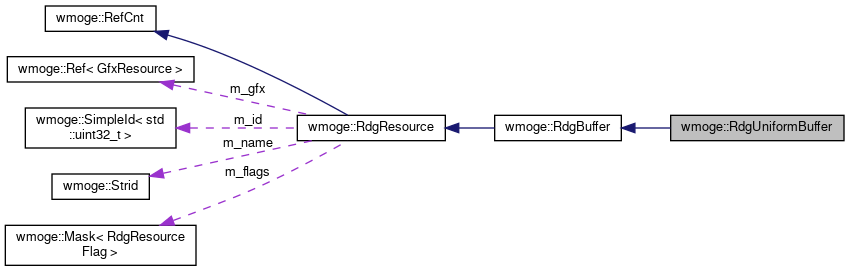 wmoge::RefCnt
wmoge::Ref< GfxResource >
m_gfx
wmoge::SimpleId< std
::uint32_t >
m_id
wmoge::RdgResource
wmoge::RdgBuffer
wmoge::RdgUniformBuffer
m_name
wmoge::Strid
m_flags
wmoge::Mask< RdgResource
Flag >